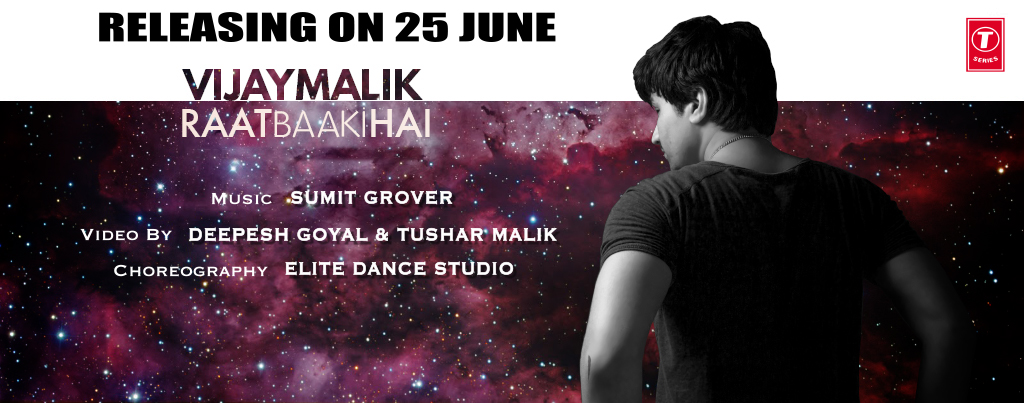 RELEASING ON 25 JUNE
VIJAYMALIK
RAATBAAKIHAI
MUSIC SUMIT GROVER
VIDEO BY DEEPESH GOYAL & TUSHAR MALIK
CHOREOGRAPHY ELITE DANCE STUDIO
T
SERIES